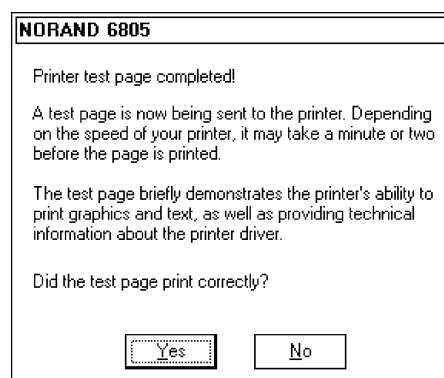 NORAND 6805
Printer test page completed!
A test page is now being sent to the printer. Depending
on the speed of your printer, it may take a minute or two
before the page is printed.
The test page briefly demonstrates the printer's ability to
print graphics and text, as well as providing technical
information about the printer driver.
Did the test page print correctly?
Yes No